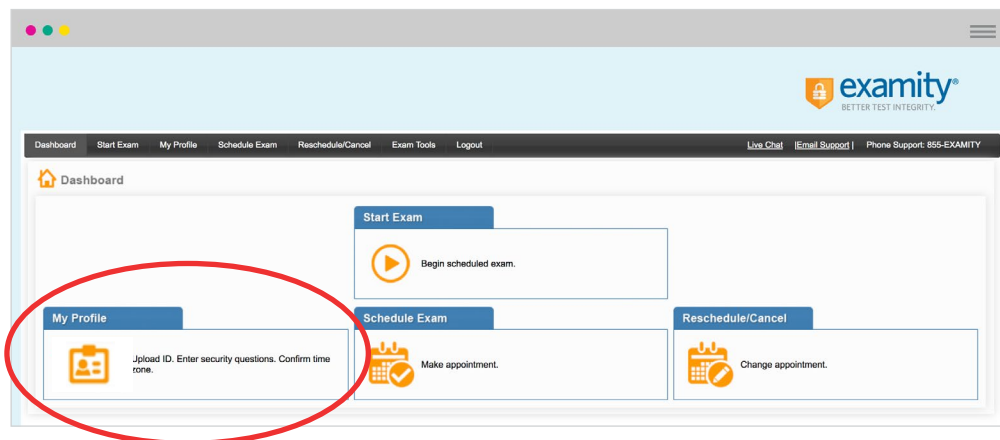 examity®
BETTER TEST INTEGRITY.
Dashboard Start Exam My Profile Schedule Exam Reschedule/Cancel Exam Tools Logout Live Chat |Email Support| Phone Support: 855-EXAMITY
Dashboard
Start Exam
Begin scheduled exam.
My Profile
Upload ID. Enter security questions. Confirm time
zone.
Schedule Exam
Make appointment.
Reschedule/Cancel
Change appointment.